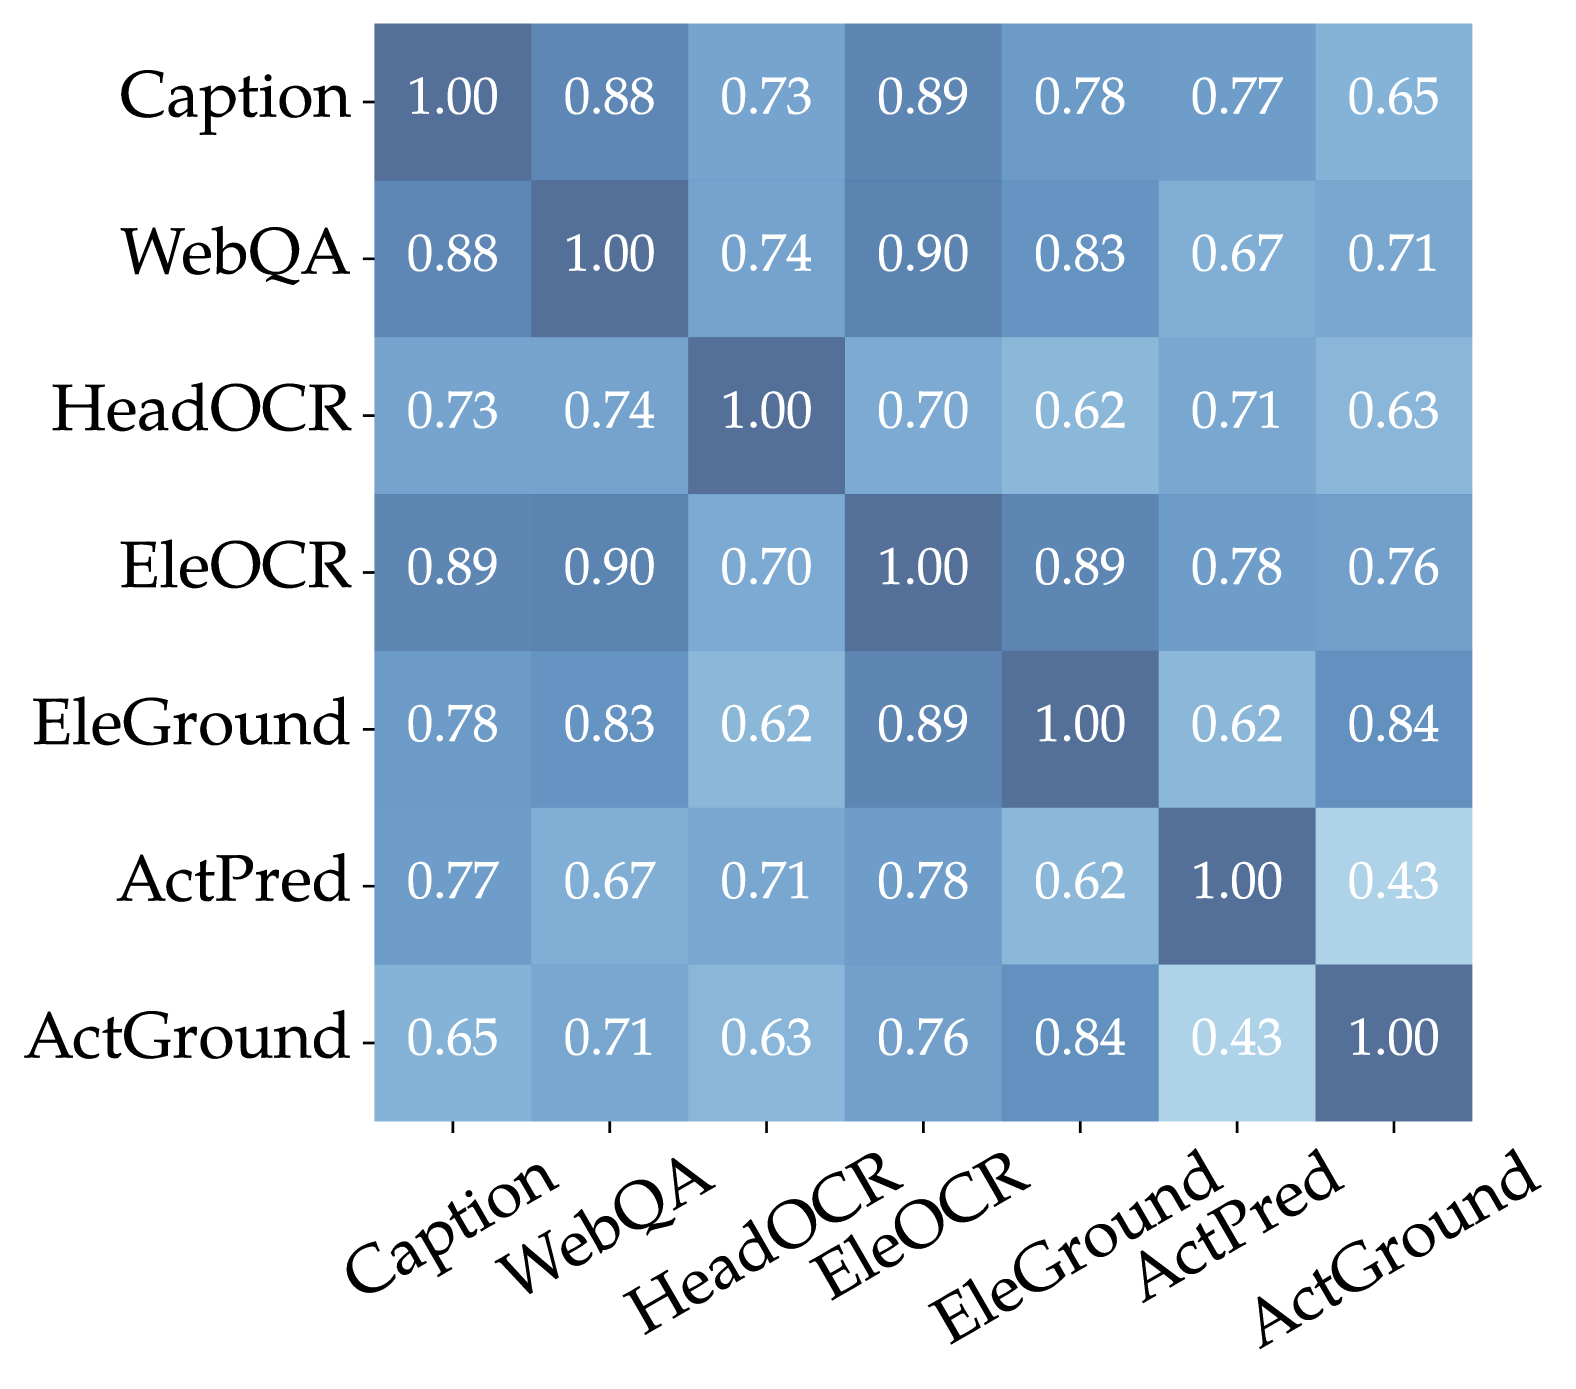 Caption 1.00 0.88 0.73 0.89 0.78 0.77 0.65
WebQA 0.88 1.00 0.74 0.90 0.83 0.67 0.71
HeadOCR 0.73 0.74 1.00 0.70 0.62 0.71 0.63
EleOCR 0.89 0.90 0.70 1.00 0.89 0.78 0.76
EleGround 0.78 0.83 0.62 0.89 1.00 0.62 0.84
ActPred 0.77 0.67 0.71 0.78 0.62 1.00 0.43
ActGround 0.65 0.71 0.63 0.76 0.84 0.43 1.00
Caption WebQA HeadOCR EleOCR EleGround ActPred ActGround